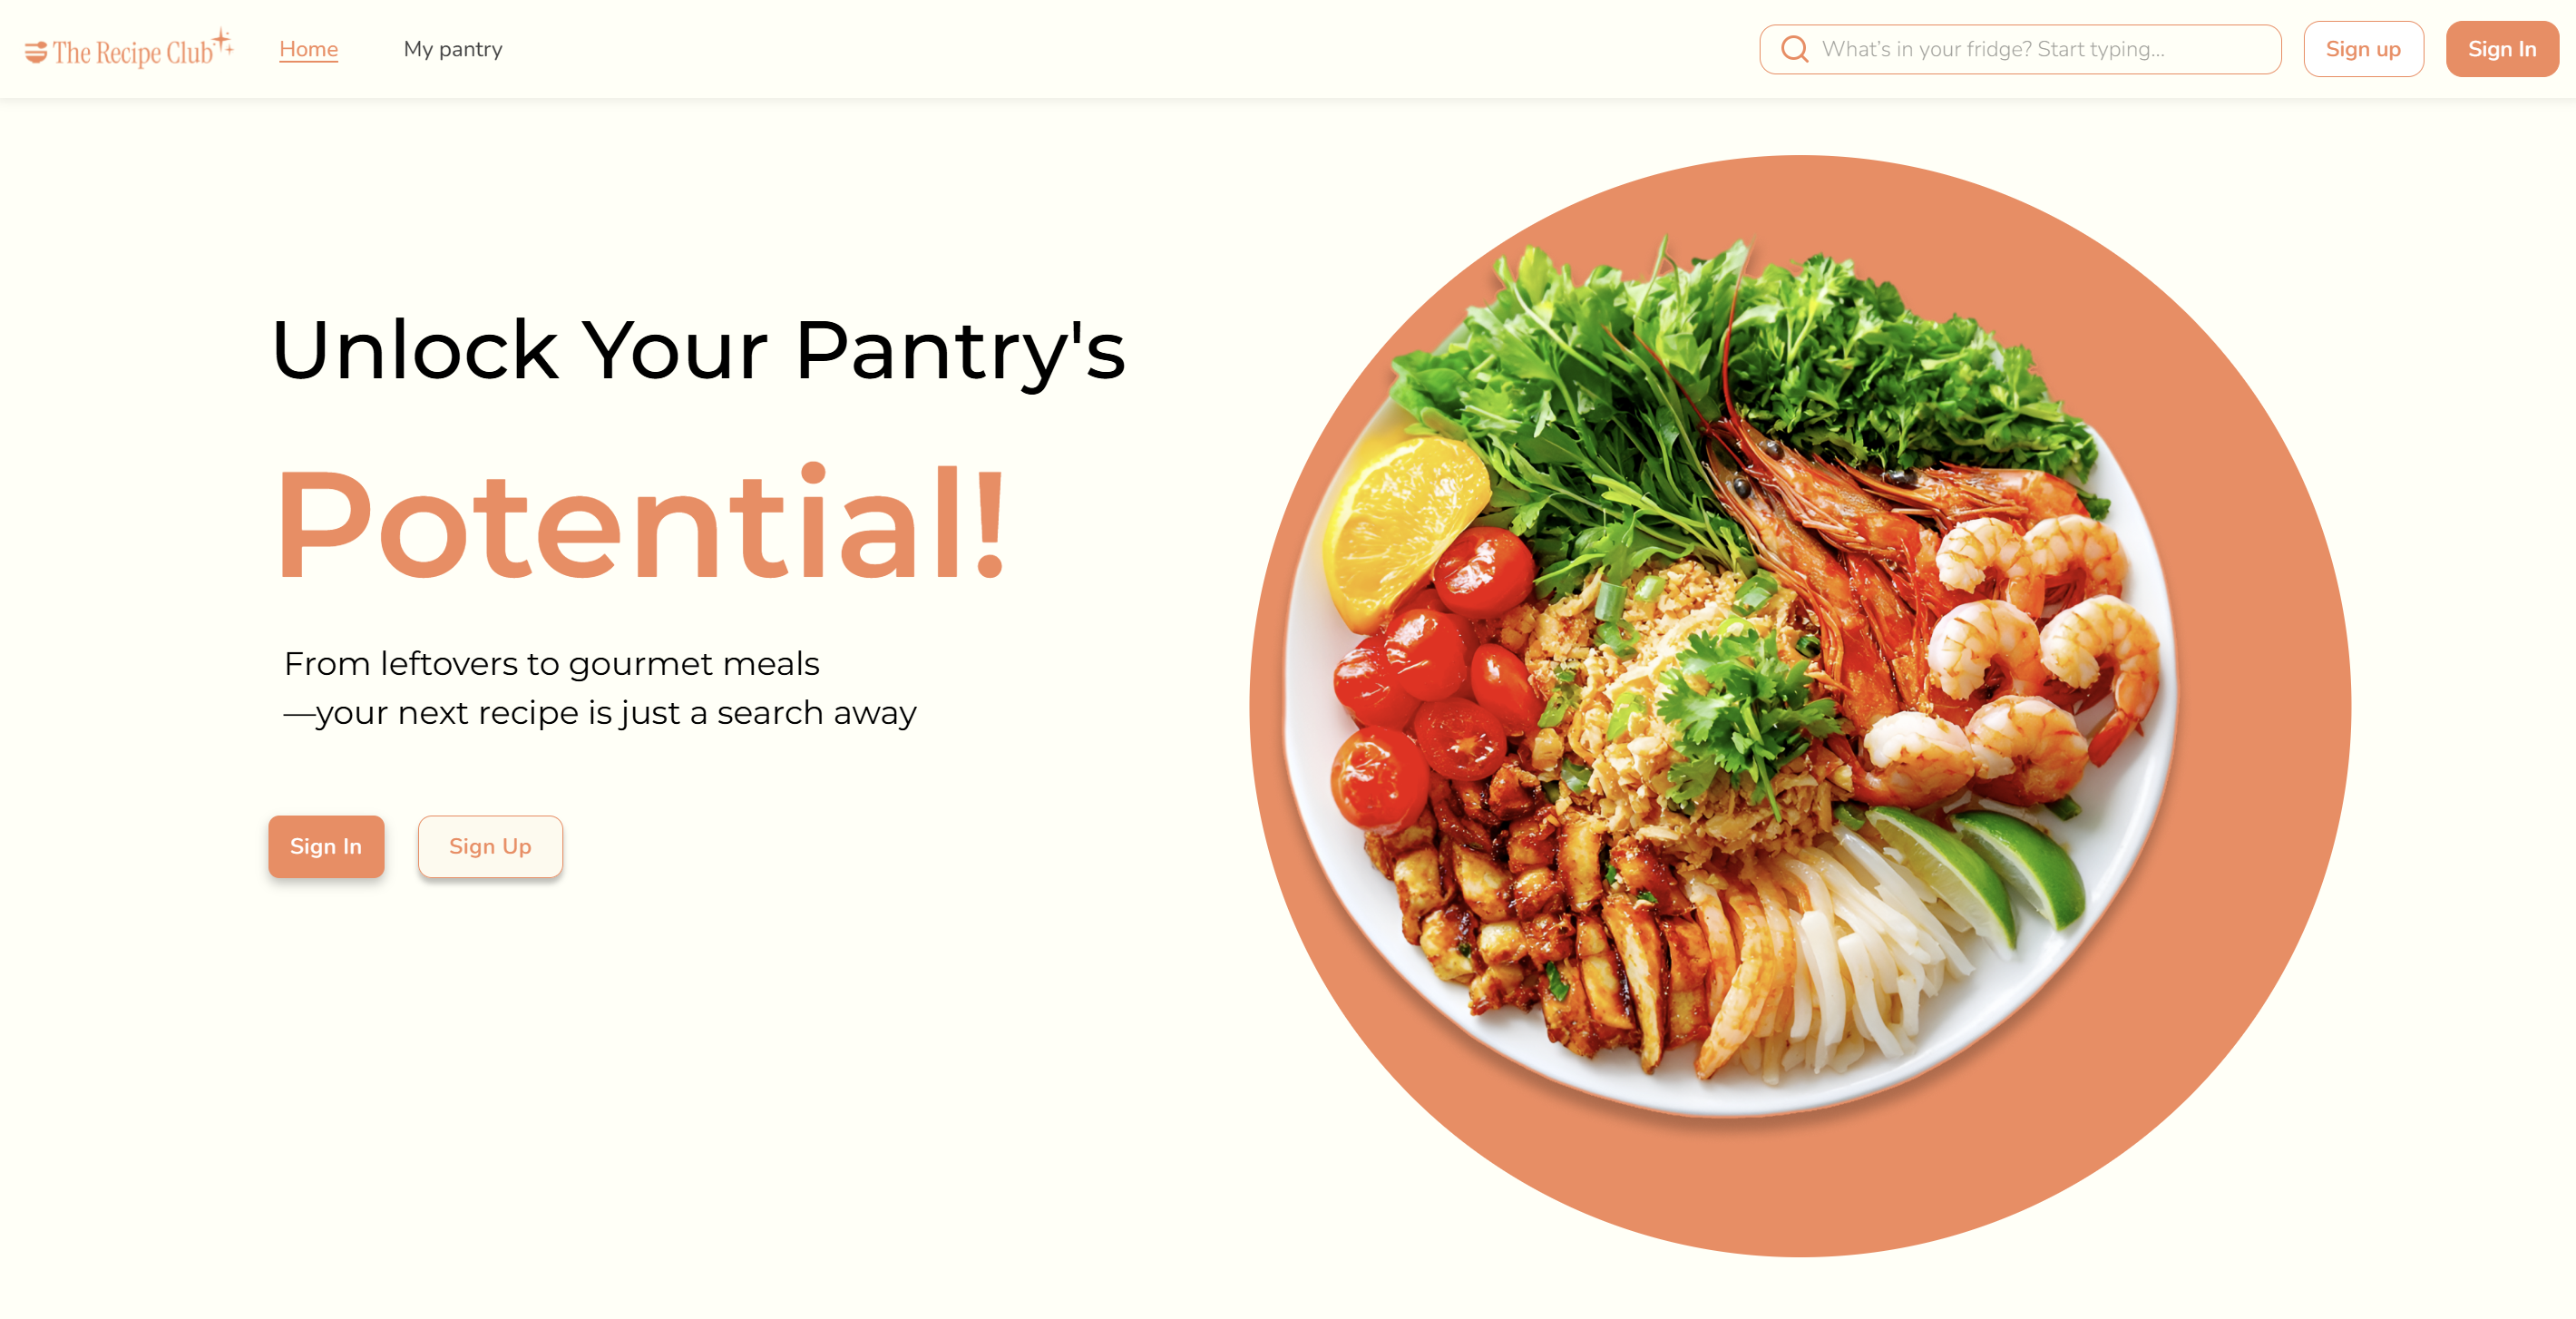 The Recipe Club
Home
My pantry
What's in your fridge? Start typing...
Sign up
Sign In
Unlock Your Pantry's
Potential!
From leftovers to gourmet meals
—your next recipe is just a search away
Sign In
Sign Up